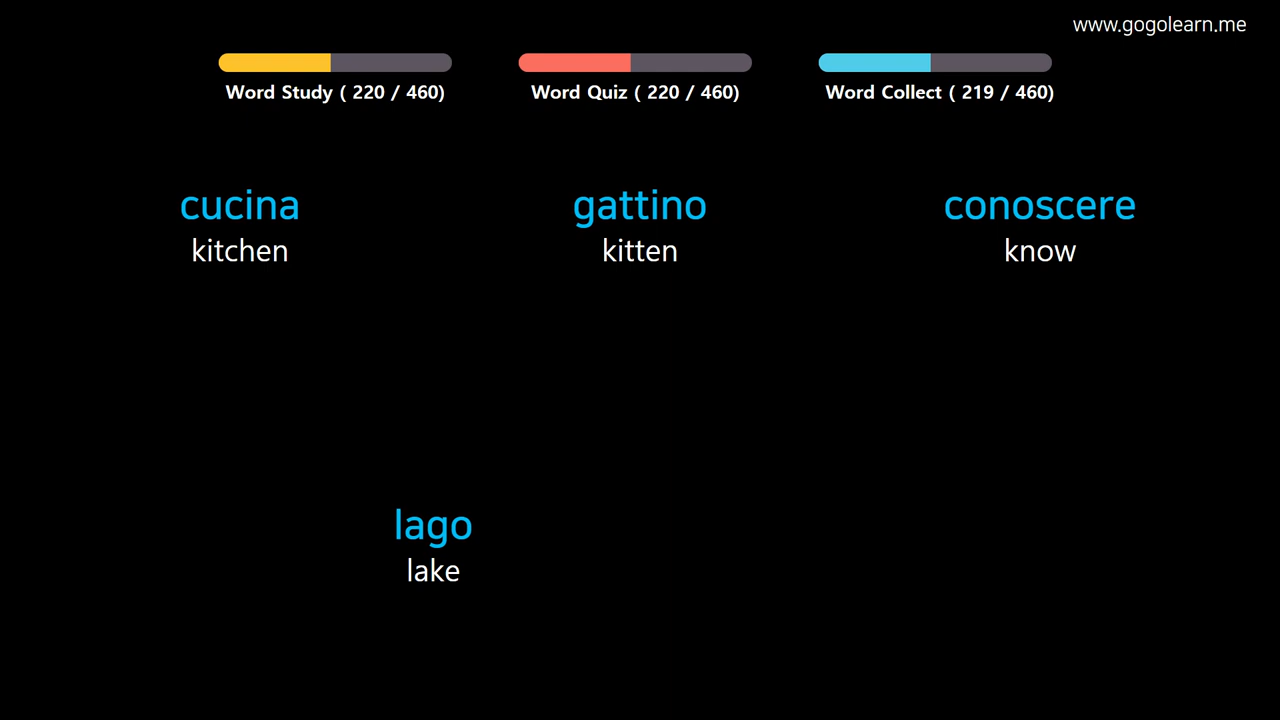 www.gogolearn.me
Word Study ( 220 / 460)
Word Quiz ( 220 / 460)
Word Collect ( 219 / 460)
cucina
kitchen
gattino
kitten
conoscere
know
lago
lake